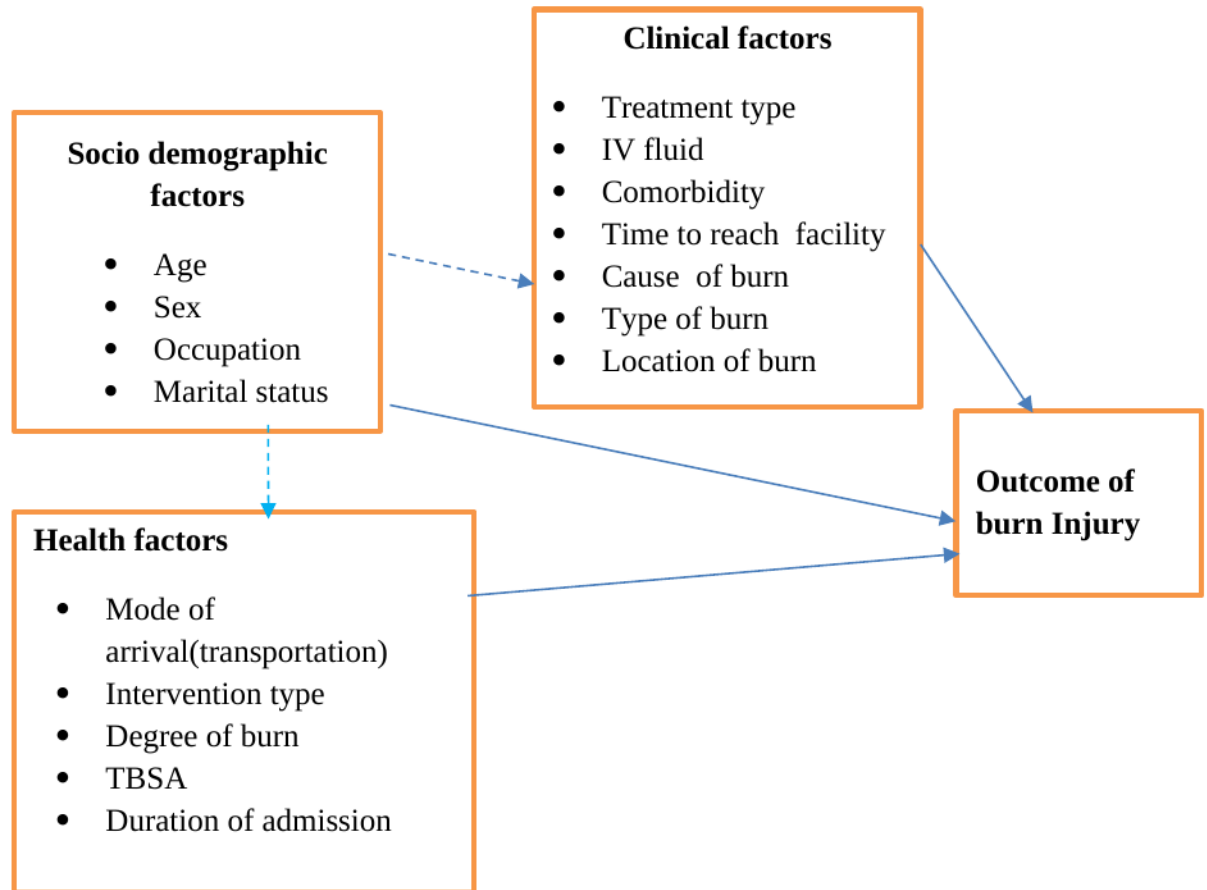 Clinical factors
• Treatment type
• IV fluid
• Comorbidity
• Time to reach facility
• Cause of burn
• Type of burn
• Location of burn
Socio demographic
factors
• Age
• Sex
• Occupation
• Marital status
Outcome of
burn Injury
Health factors
• Mode of
arrival(transportation)
• Intervention type
• Degree of burn
• TBSA
• Duration of admission